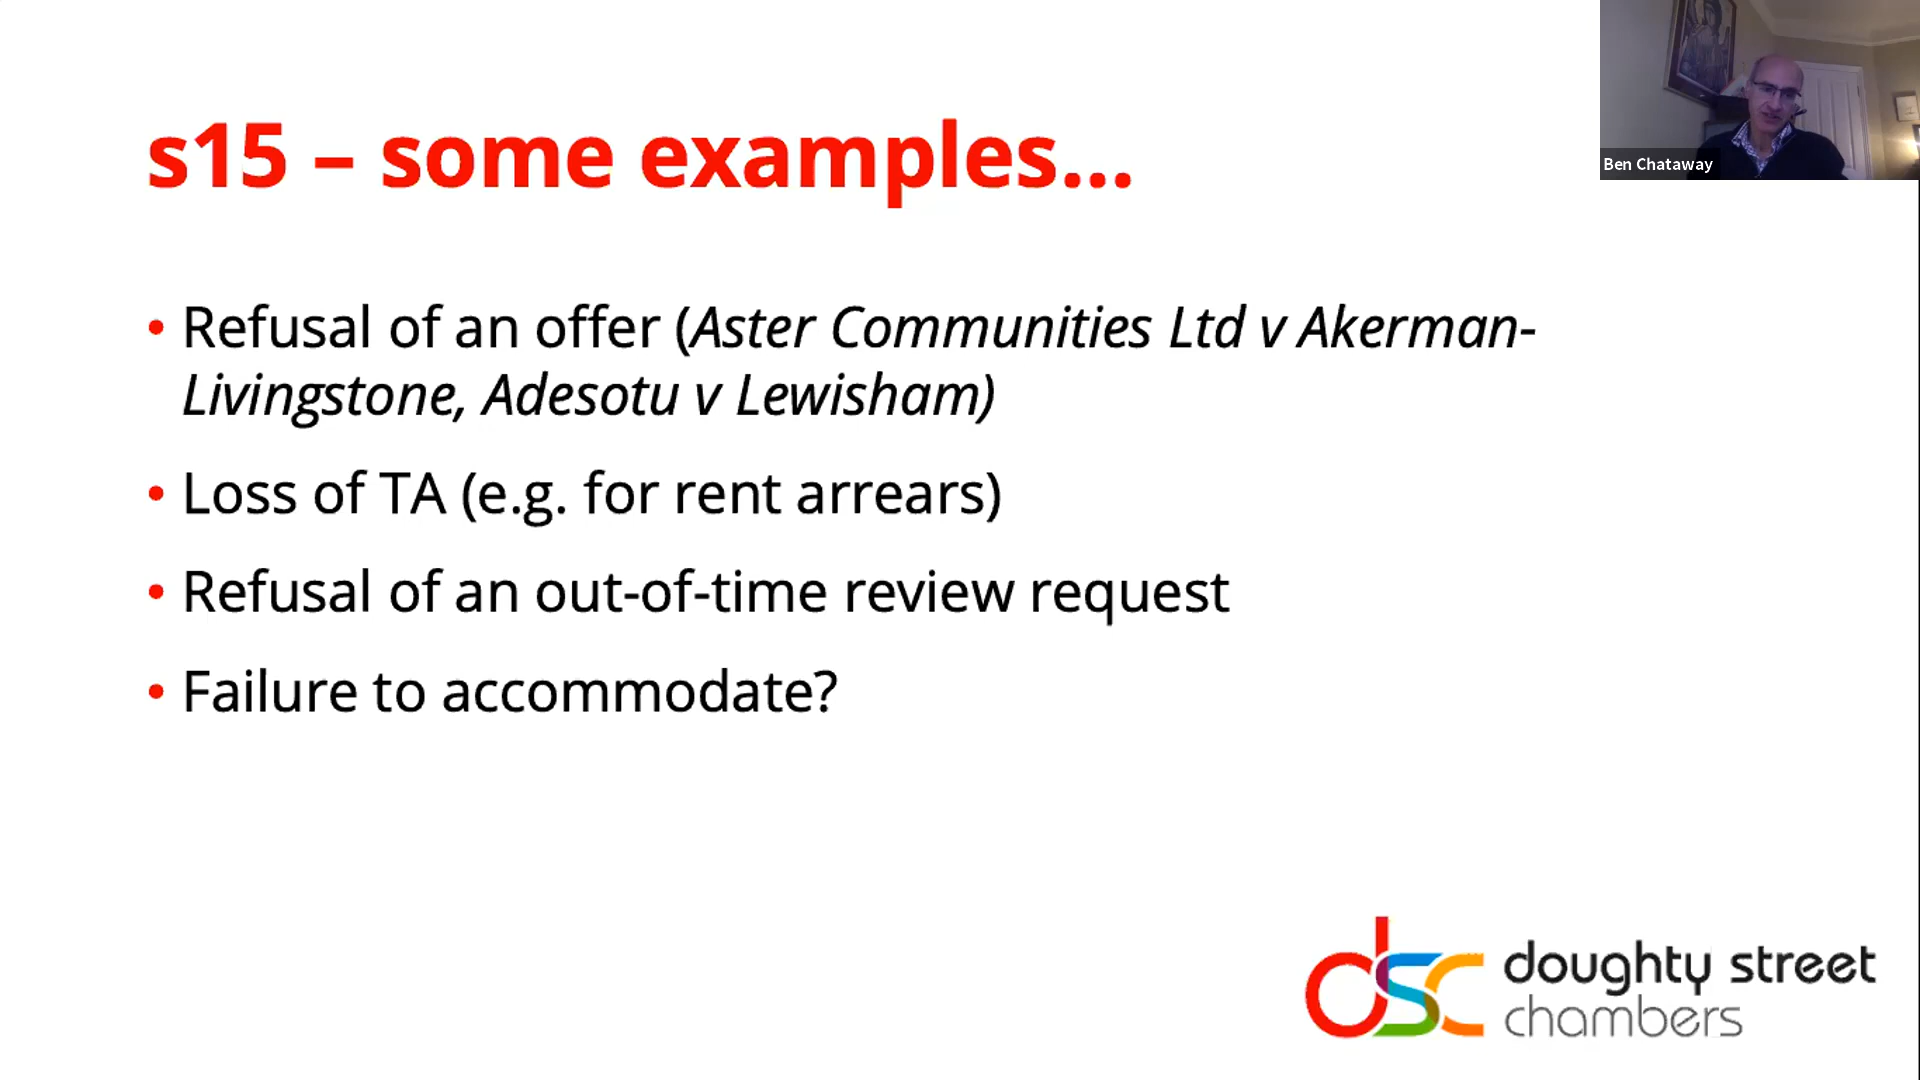 s15 – some examples...
Ben Chataway
• Refusal of an offer (Aster Communities Ltd v Akerman-
Livingstone, Adesotu v Lewisham)
• Loss of TA (e.g. for rent arrears)
• Refusal of an out-of-time review request
• Failure to accommodate?
dsc doughty street
chambers